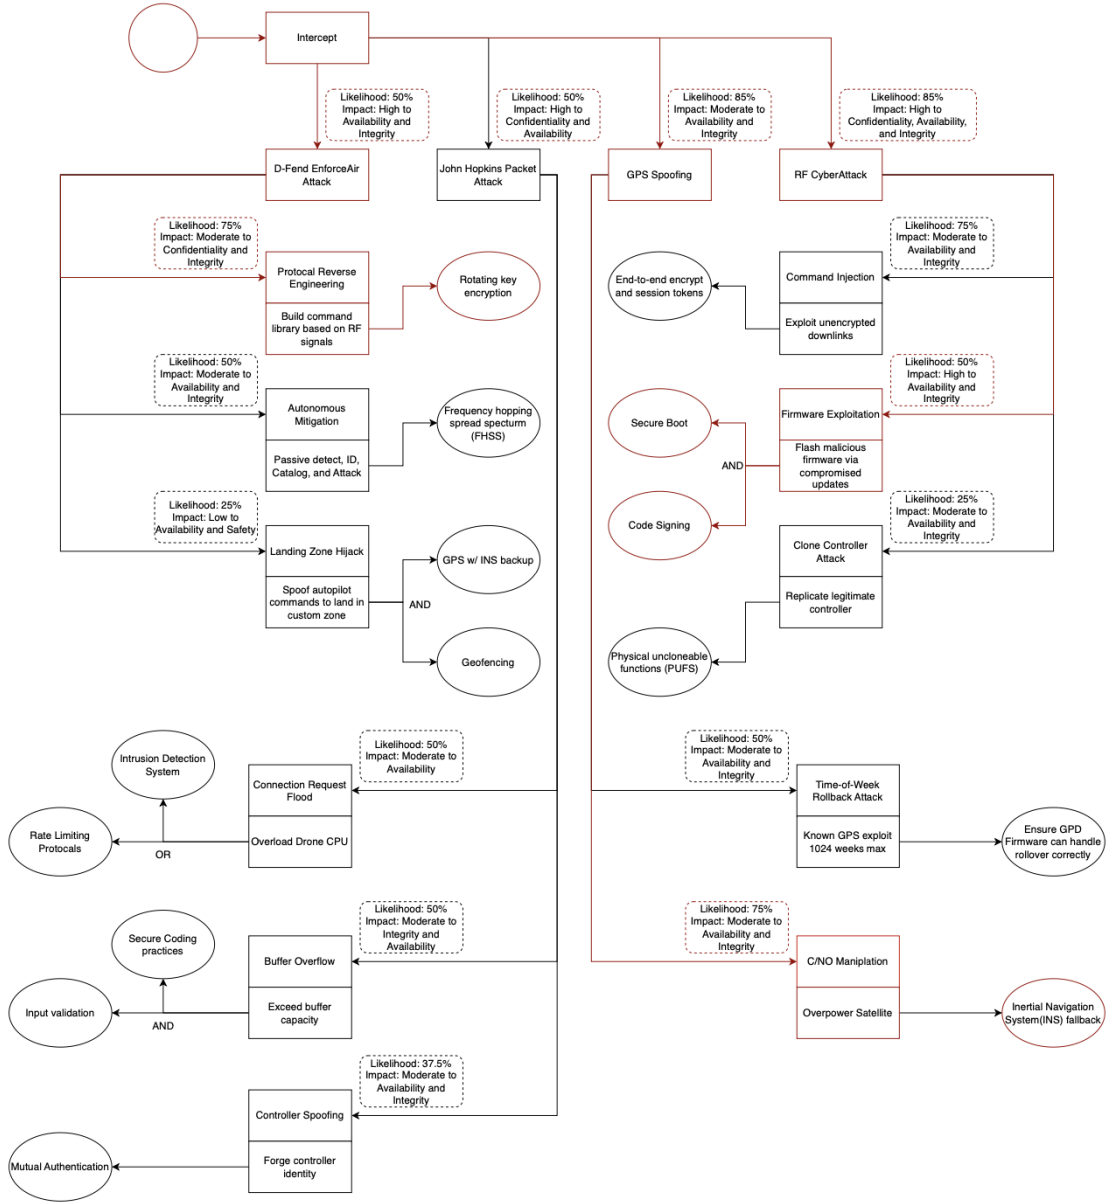 Intercept
Likelihood: 50%
Impact: High to
Availability and
Integrity
Likelihood: 50%
Impact: High to
Confidentiality and
Availability
Likelihood: 85%
Impact: Moderate to
Availability and
Integrity
Likelihood: 85%
Impact: High to
Confidentiality, Availability,
and Integrity
D-Fend EnforceAir
Attack
John Hopkins Packet
Attack
GPS Spoofing
RF CyberAttack
Likelihood: 75%
Impact: Moderate to
Confidentiality and
Integrity
Protocal Reverse
Engineering
Build command
library based on RF
signals
Rotating key
encryption
End-to-end encrypt
and session tokens
Command Injection
Exploit unencrypted
downlinks
Likelihood: 75%
Impact: Moderate to
Availability and
Integrity
Likelihood: 50%
Impact: Moderate to
Availability and
Integrity
Autonomous
Mitigation
Passive detect, ID,
Catalog, and Attack
Frequency hopping
spread specturm
(FHSS)
Secure Boot
AND
Code Signing
Firmware Exploitation
Flash malicious
firmware via
compromised
updates
Likelihood: 50%
Impact: High to
Availability and
Integrity
Likelihood: 25%
Impact: Low to
Availability and Safety
Landing Zone Hijack
Spoof autopilot
commands to land in
custom zone
AND
GPS w/ INS backup
Geofencing
Likelihood: 25%
Impact: Moderate to
Availability and
Integrity
Clone Controller
Attack
Replicate legitimate
controller
Physical uncloneable
functions (PUFS)
Intrusion Detection
System
Rate Limiting
Protocals
OR
Connection Request
Flood
Overload Drone CPU
Likelihood: 50%
Impact: Moderate to
Availability
Likelihood: 50%
Impact: Moderate to
Availability and
Integrity
Time-of-Week
Rollback Attack
Known GPS exploit
1024 weeks max
Ensure GPD
Firmware can handle
rollover correctly
Secure Coding
practices
Input validation
AND
Buffer Overflow
Exceed buffer
capacity
Likelihood: 50%
Impact: Moderate to
Integrity and
Availability
Likelihood: 75%
Impact: Moderate to
Availability and
Integrity
C/NO Maniplation
Overpower Satellite
Inertial Navigation
System(INS) fallback
Likelihood: 37.5%
Impact: Moderate to
Availability and
Integrity
Controller Spoofing
Forge controller
identity
Mutual Authentication